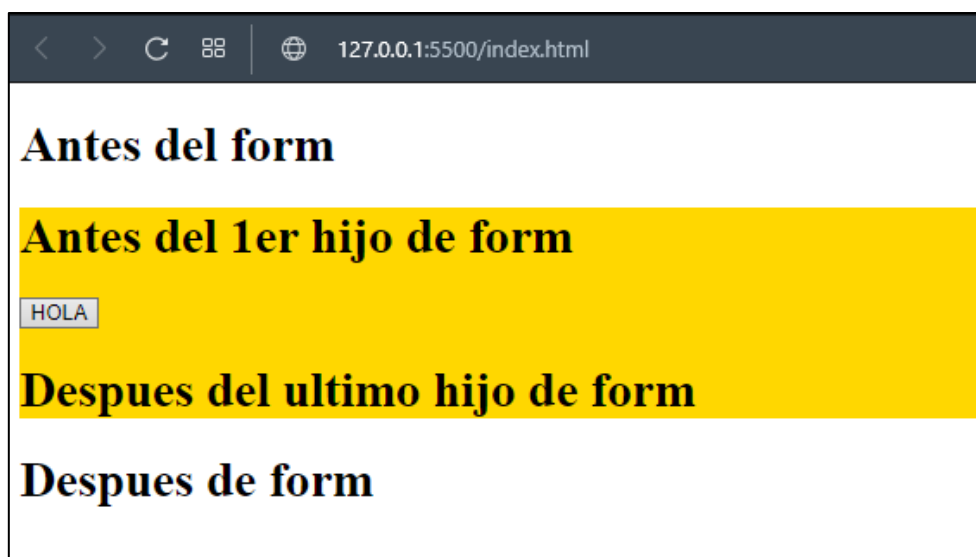 127.0.0.1:5500/index.html
Antes del form
Antes del 1er hijo de form
HOLA
Despues del ultimo hijo de form
Despues de form